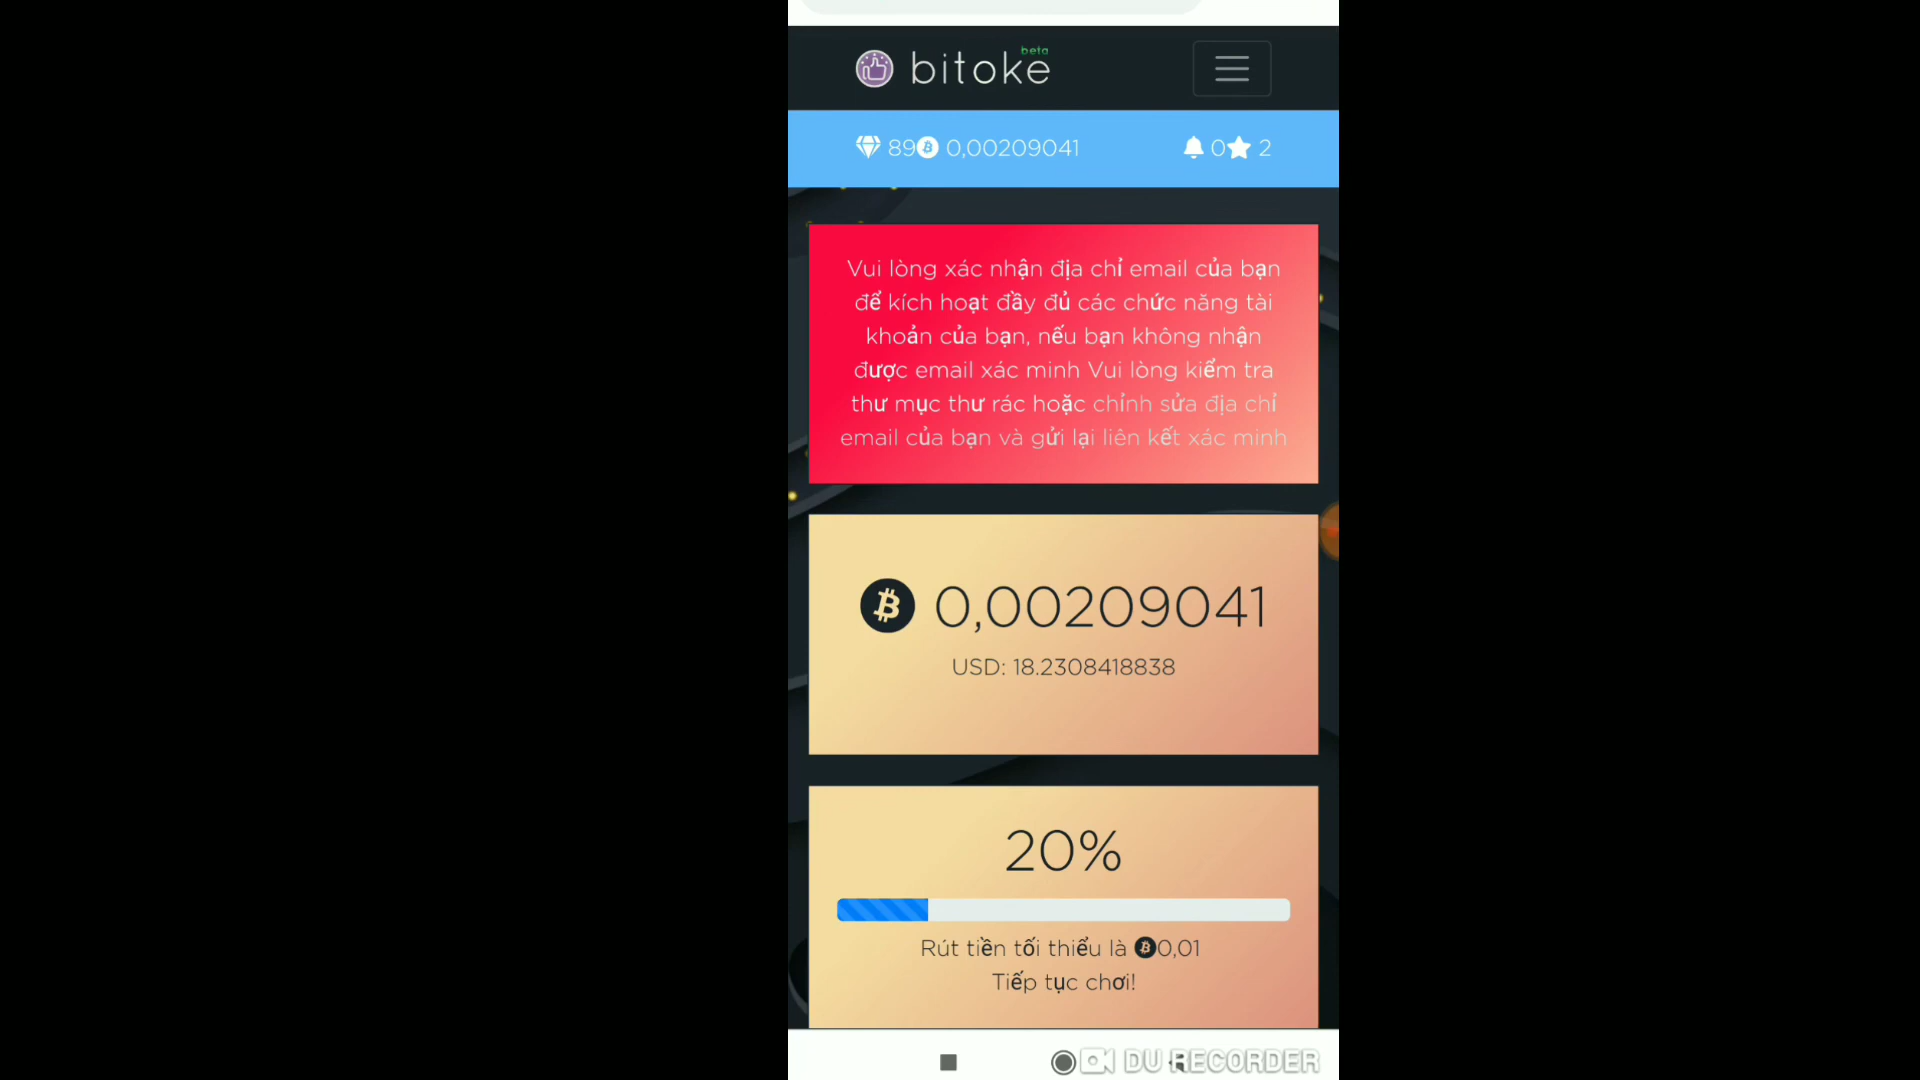 bitoke beta
89 0,00209041 0 2
Vui lòng xác nhận địa chỉ email của bạn
để kích hoạt đầy đủ các chức năng tài
khoản của bạn, nếu bạn không nhận
được email xác minh Vui lòng kiểm tra
thư mục thư rác hoặc chỉnh sửa địa chỉ
email của bạn và gửi lại liên kết xác minh
0,00209041
USD: 18.2308418838
20%
Rút tiền tối thiểu là 0,01
Tiếp tục chơi!
DU RECORDER